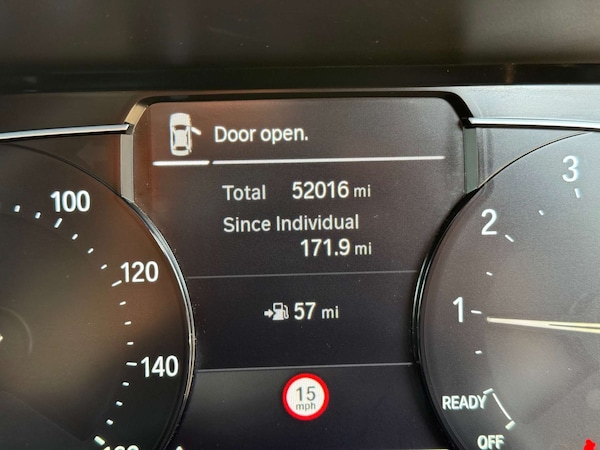 Door open.
Total 52016 mi
Since Individual
171.9 mi
57 mi
15
mph
100
120
140
3
2
1
READY
OFF